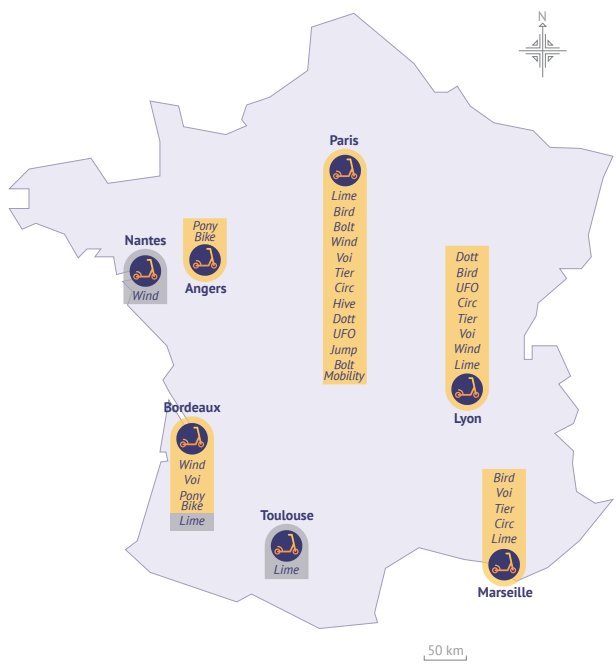 N
Paris
Lime
Bird
Bolt
Wind
Voi
Tier
Circ
Hive
Dott
UFO
Jump
Bolt
Mobility
Nantes
Wind
Pony
Bike
Angers
Dott
Bird
UFO
Circ
Tier
Voi
Wind
Lime
Lyon
Bordeaux
Wind
Voi
Pony
Bike
Lime
Toulouse
Lime
Bird
Voi
Tier
Circ
Lime
Marseille
50 km